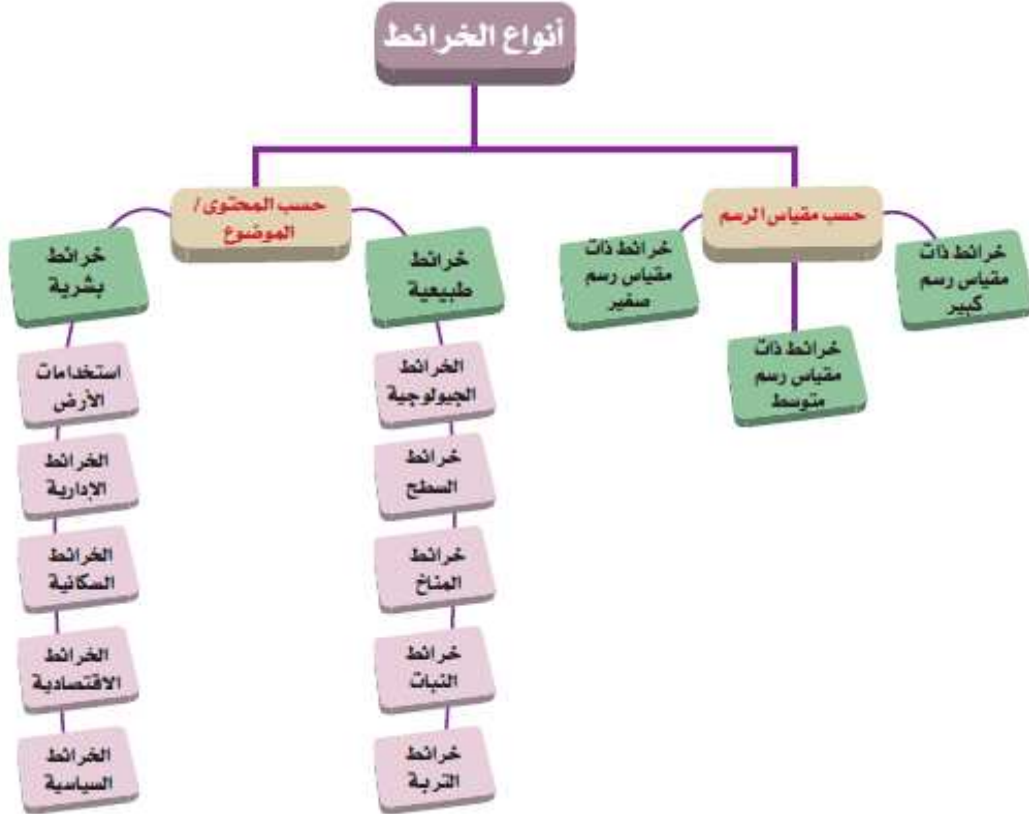 أنواع الخرائط
حسب مقياس الرسم
خرائط ذات
مقياس رسم
كبير
خرائط ذات
مقياس رسم
متوسط
خرائط ذات
مقياس رسم
صغير
حسب المحتوى /
الموضوع
خرائط
طبيعية
الخرائط
الجيولوجية
خرائط
السطح
خرائط
المناخ
خرائط
النبات
خرائط
التربة
خرائط
بشرية
استخدامات
الأرض
الخرائط
الإدارية
الخرائط
السكانية
الخرائط
الاقتصادية
الخرائط
السياسية